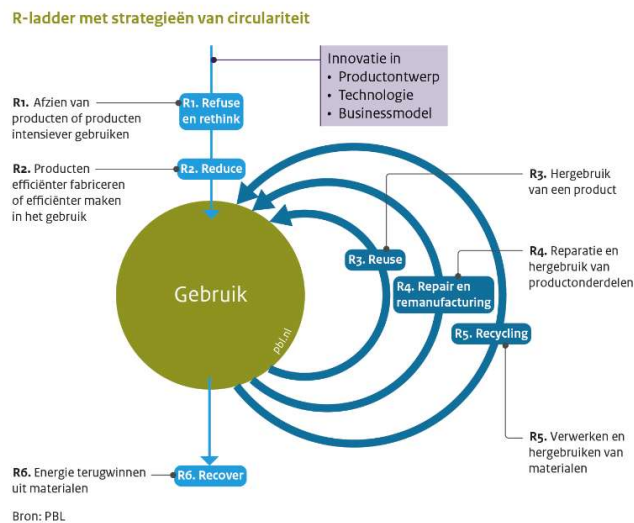 R-ladder met strategieën van circulariteit
Innovatie in
• Productontwerp
• Technologie
• Businessmodel
R1. Afzien van
producten of producten
intensiever gebruiken
R1. Refuse
en rethink
R2. Producten
efficiënter fabriceren
of efficiënter maken
in het gebruik
R2. Reduce
R3. Hergebruik
van een product
R3. Reuse
R4. Reparatie en
hergebruik van
productonderdelen
R4. Repair en
remanufacturing
Gebruik
pbl.nl
R5. Recycling
R5. Verwerken en
hergebruiken van
materialen
R6. Energie terugwinnen
uit materialen
R6. Recover
Bron: PBL